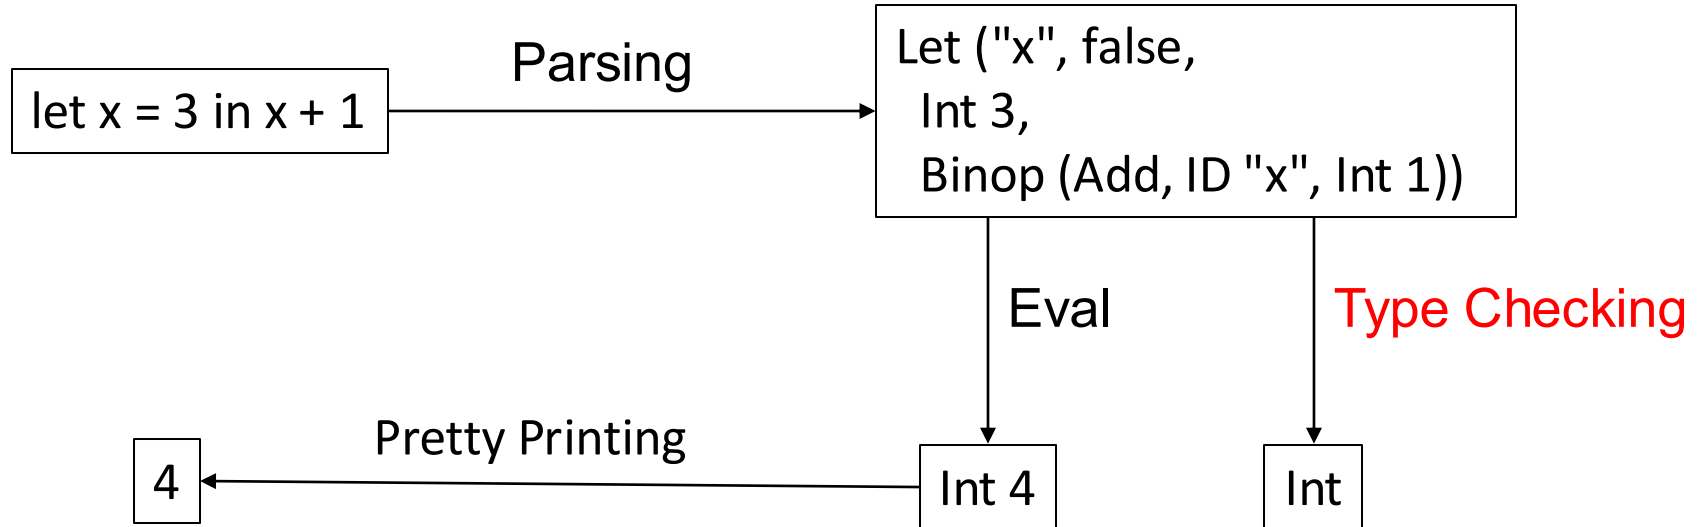 Parsing
let x = 3 in x + 1
Let ("x", false,
Int 3,
Binop (Add, ID "x", Int 1))
Eval
Type Checking
Pretty Printing
4
Int 4
Int